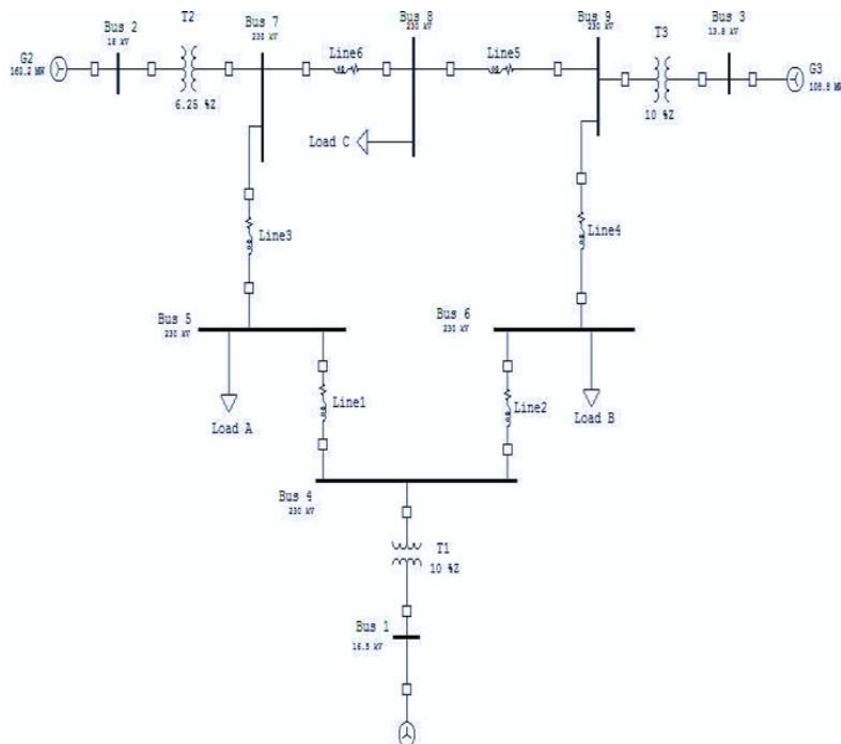 T2
Bus 7
230 kV
Bus 8
230 kV
Bus 9
230 kV
T3
Bus 3
13.8 kV
Bus 2
18 kV
G2
Line6
Line5
G3
6.25 %Z
10 %Z
Load C
Line3
Line4
Bus 5
230 kV
Bus 6
230 kV
Line1
Line2
Load A
Load B
Bus 4
230 kV
T1
10 %Z
Bus 1
16.5 kV